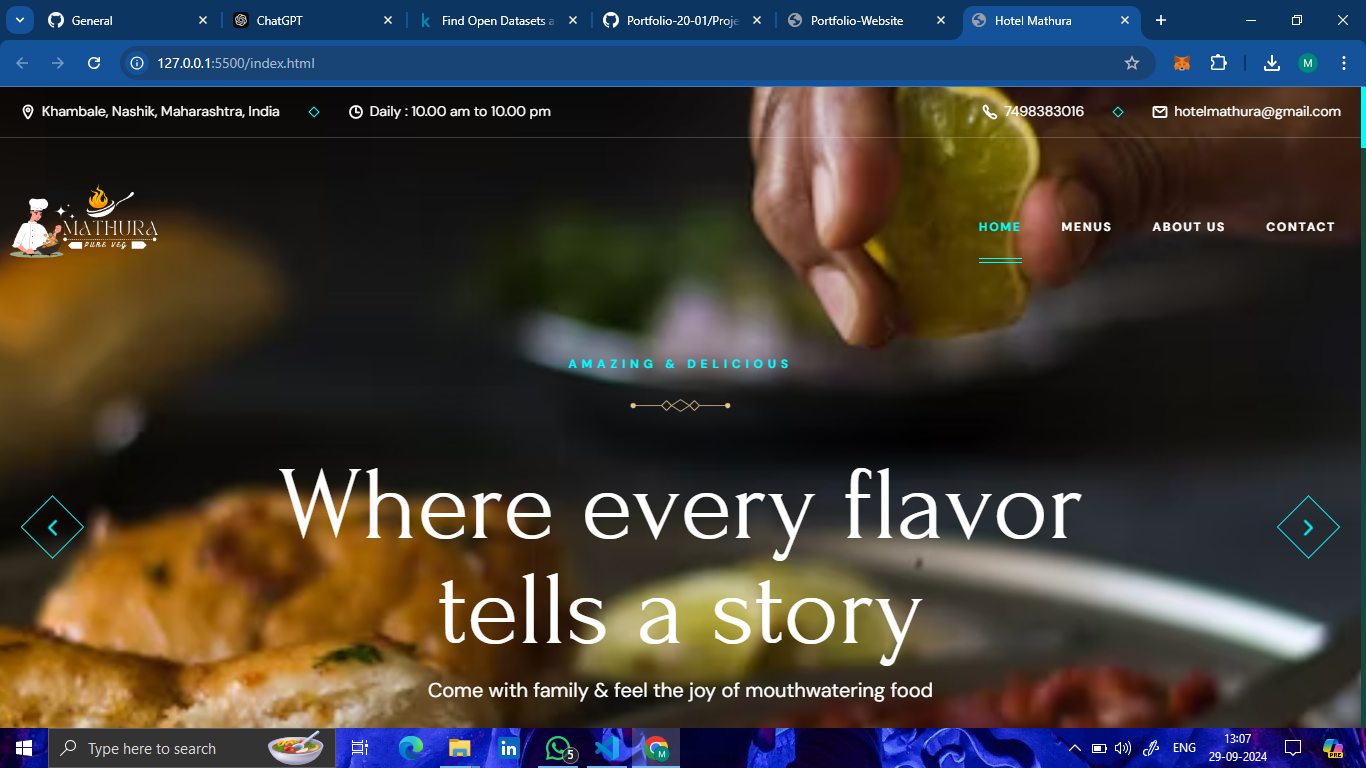 General
ChatGPT
Find Open Datasets a
Portfolio-20-01/Proje
Portfolio-Website
Hotel Mathura
127.0.0.1:5500/index.html
M
Khambale, Nashik, Maharashtra, India
Daily : 10.00 am to 10.00 pm
7498383016
hotelmathura@gmail.com
MATHURA
PURE VEG
HOME
MENUS
ABOUT US
CONTACT
AMAZING & DELICIOUS
Where every flavor
tells a story
Come with family & feel the joy of mouthwatering food
Type here to search
in
5
M
ENG
13:07
29-09-2024
PRE